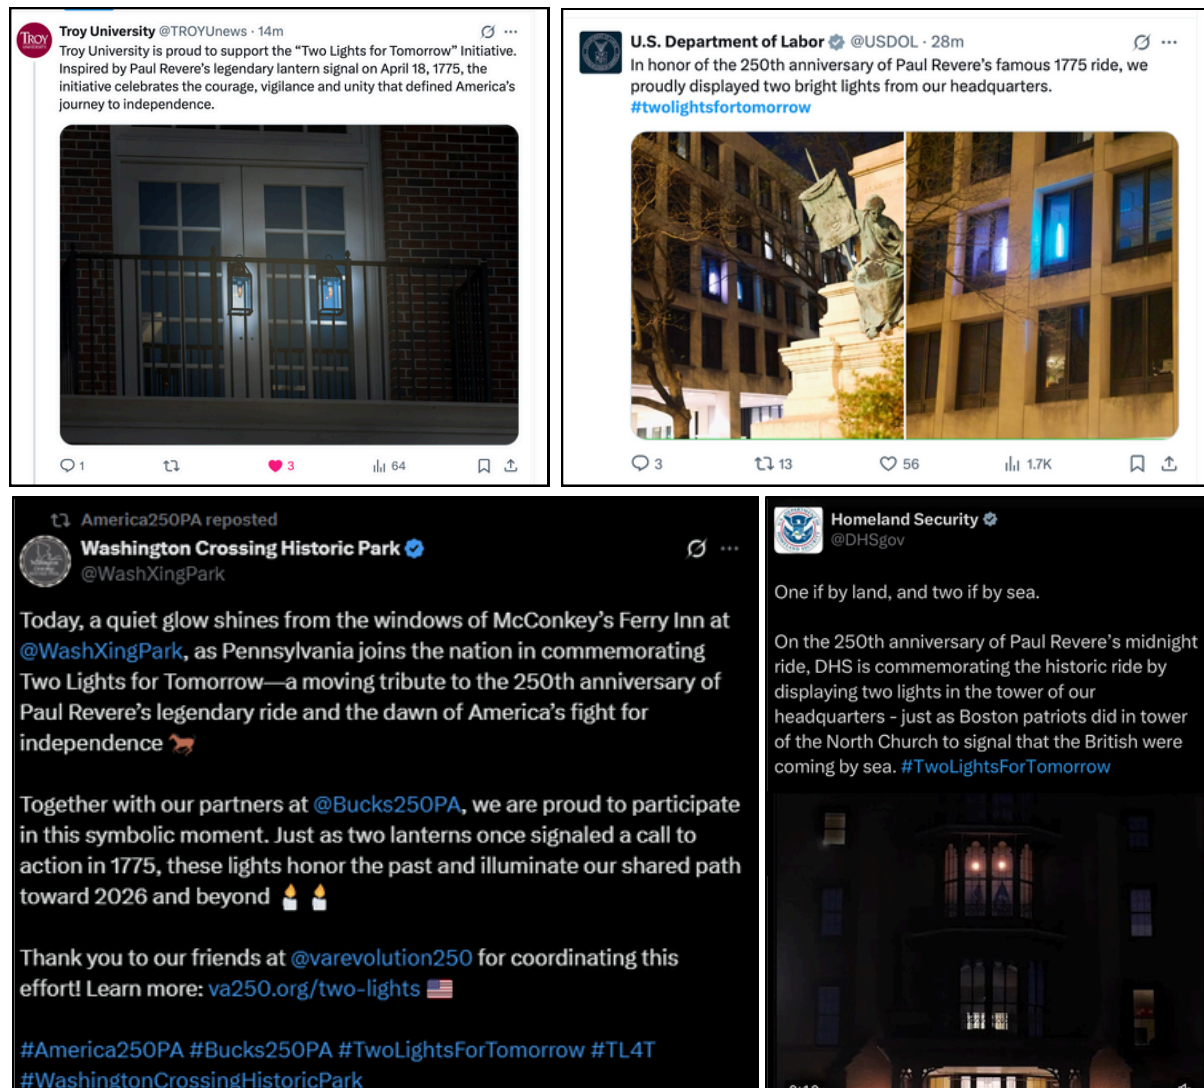 TROY
UNIVERSITY
Troy University @TROYUnews · 14m
Troy University is proud to support the “Two Lights for Tomorrow” Initiative.
Inspired by Paul Revere’s legendary lantern signal on April 18, 1775, the
initiative celebrates the courage, vigilance and unity that defined America’s
journey to independence.
1
3
64
U.S. Department of Labor @USDOL · 28m
In honor of the 250th anniversary of Paul Revere’s famous 1775 ride, we
proudly displayed two bright lights from our headquarters.
#twolightsfortomorrow
3
13
56
1.7K
America250PA reposted
Washington Crossing Historic Park
@WashXingPark
Today, a quiet glow shines from the windows of McConkey’s Ferry Inn at
@WashXingPark, as Pennsylvania joins the nation in commemorating
Two Lights for Tomorrow—a moving tribute to the 250th anniversary of
Paul Revere’s legendary ride and the dawn of America’s fight for
independence 🐎
Together with our partners at @Bucks250PA, we are proud to participate
in this symbolic moment. Just as two lanterns once signaled a call to
action in 1775, these lights honor the past and illuminate our shared path
toward 2026 and beyond 🕯️ 🕯️
Thank you to our friends at @varevolution250 for coordinating this
effort! Learn more: va250.org/two-lights 🇺🇸
#America250PA #Bucks250PA #TwoLightsForTomorrow #TL4T
#WashingtonCrossingHistoricPark
Homeland Security
@DHSgov
One if by land, and two if by sea.
On the 250th anniversary of Paul Revere’s midnight
ride, DHS is commemorating the historic ride by
displaying two lights in the tower of our
headquarters - just as Boston patriots did in tower
of the North Church to signal that the British were
coming by sea. #TwoLightsForTomorrow